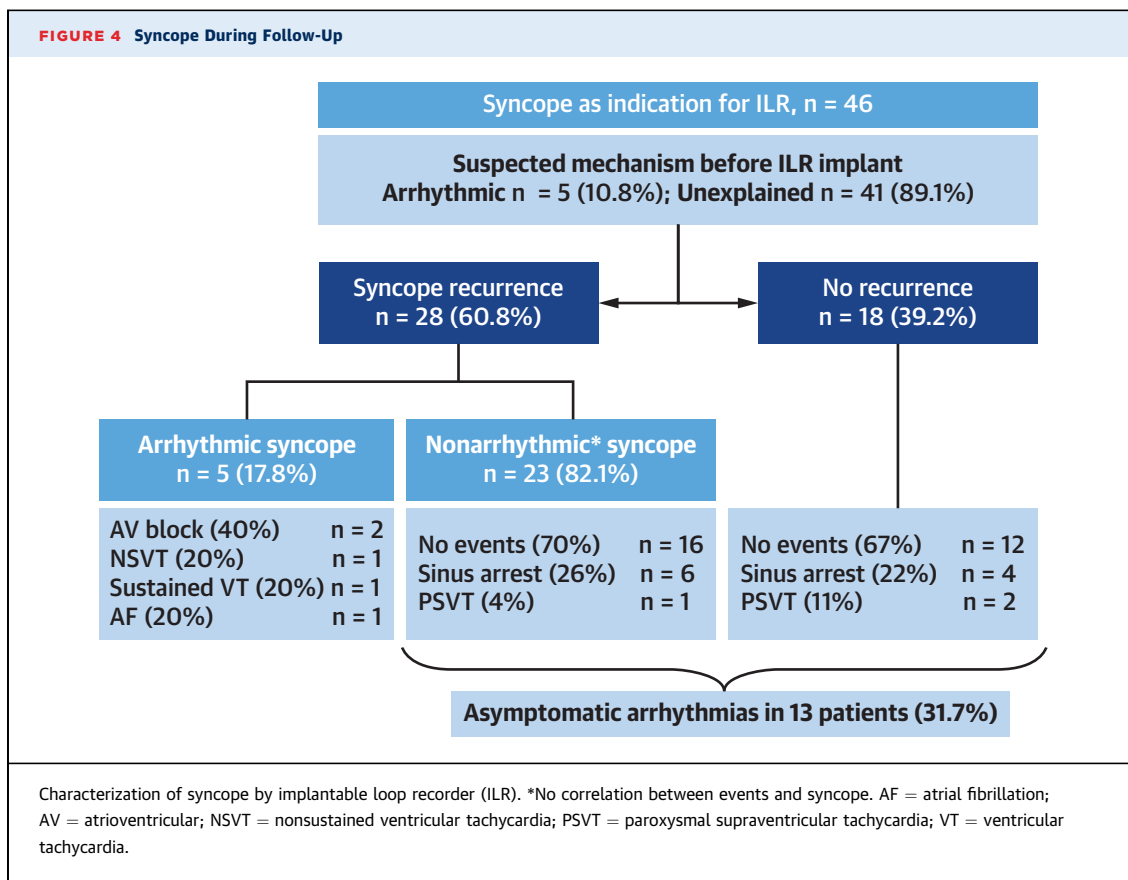 FIGURE 4 Syncope During Follow-Up
Syncope as indication for ILR, n = 46
Suspected mechanism before ILR implant
Arrhythmic n = 5 (10.8%); Unexplained n = 41 (89.1%)
Syncope recurrence
n = 28 (60.8%)
No recurrence
n = 18 (39.2%)
Arrhythmic syncope
n = 5 (17.8%)
Nonarrhythmic* syncope
n = 23 (82.1%)
AV block (40%) n = 2
NSVT (20%) n = 1
Sustained VT (20%) n = 1
AF (20%) n = 1
No events (70%) n = 16
Sinus arrest (26%) n = 6
PSVT (4%) n = 1
No events (67%) n = 12
Sinus arrest (22%) n = 4
PSVT (11%) n = 2
Asymptomatic arrhythmias in 13 patients (31.7%)
Characterization of syncope by implantable loop recorder (ILR). *No correlation between events and syncope. AF = atrial fibrillation;
AV = atrioventricular; NSVT = nonsustained ventricular tachycardia; PSVT = paroxysmal supraventricular tachycardia; VT = ventricular
tachycardia.